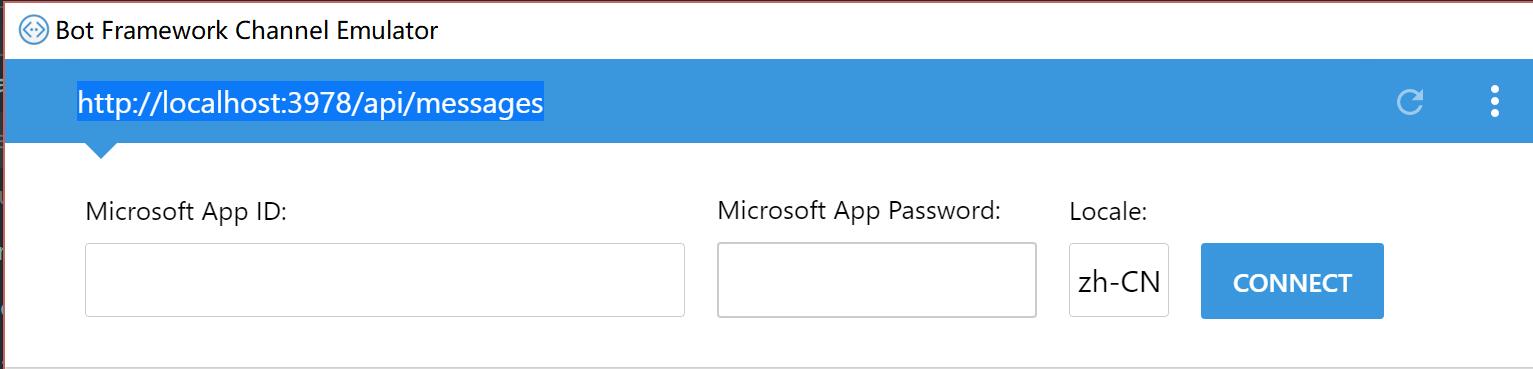 Bot Framework Channel Emulator
http://localhost:3978/api/messages
Microsoft App ID: Microsoft App Password: Locale:
zh-CN CONNECT